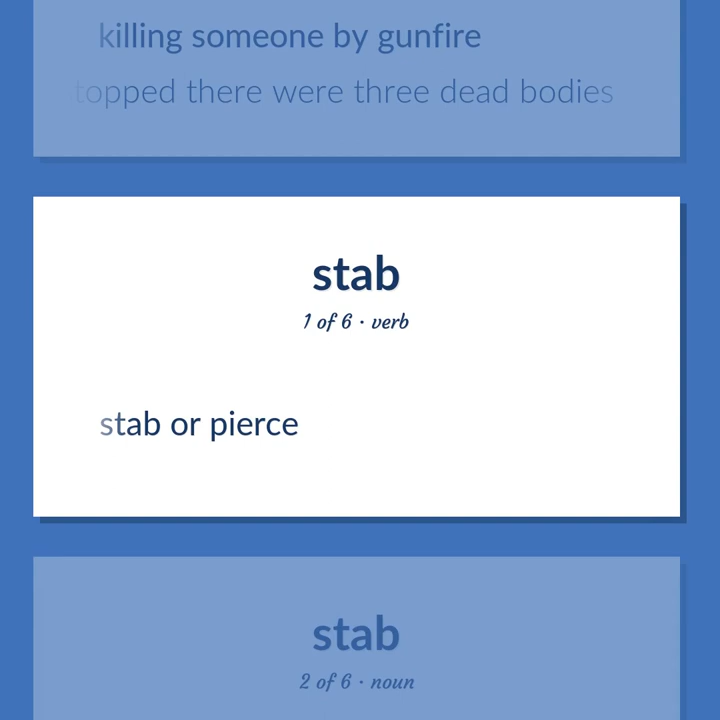 killing someone by gunfire
topped there were three dead bodies
stab
1 of 6 · verb
stab or pierce
stab
2 of 6 · noun